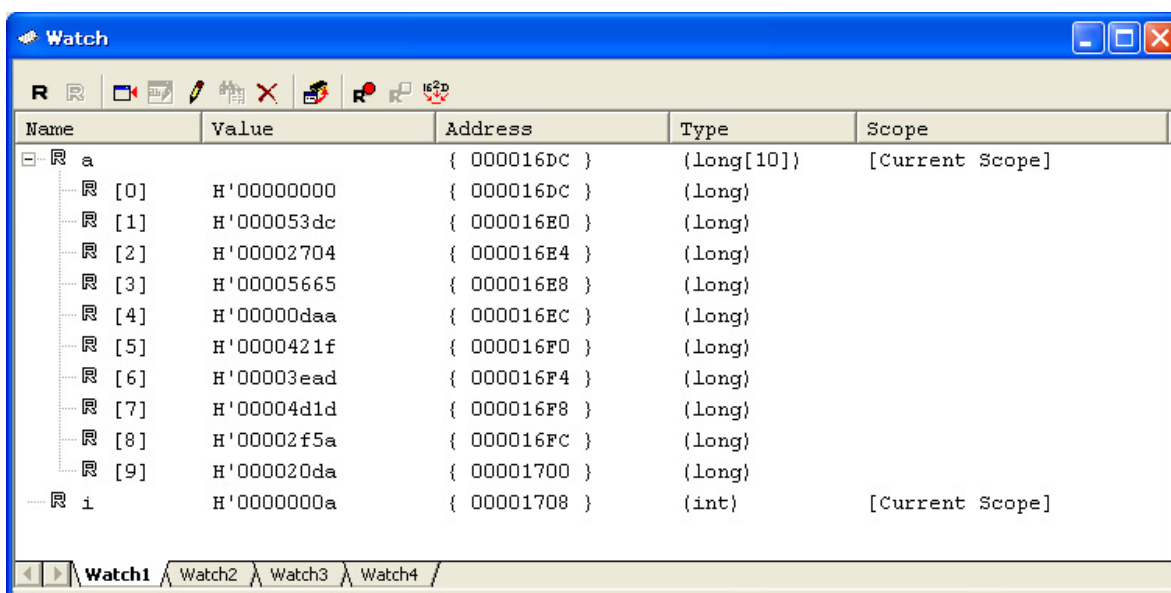 Watch
R R R R 16 2 D
Name Value Address Type Scope
R a { 000016DC } (long[10]) [Current Scope]
R [0] H'00000000 { 000016DC } (long)
R [1] H'000053dc { 000016E0 } (long)
R [2] H'00002704 { 000016E4 } (long)
R [3] H'00005665 { 000016E8 } (long)
R [4] H'00000daa { 000016EC } (long)
R [5] H'0000421f { 000016F0 } (long)
R [6] H'00003ead { 000016F4 } (long)
R [7] H'00004d1d { 000016F8 } (long)
R [8] H'00002f5a { 000016FC } (long)
R [9] H'000020da { 00001700 } (long)
R i H'0000000a { 00001708 } (int) [Current Scope]
Watch1 Watch2 Watch3 Watch4